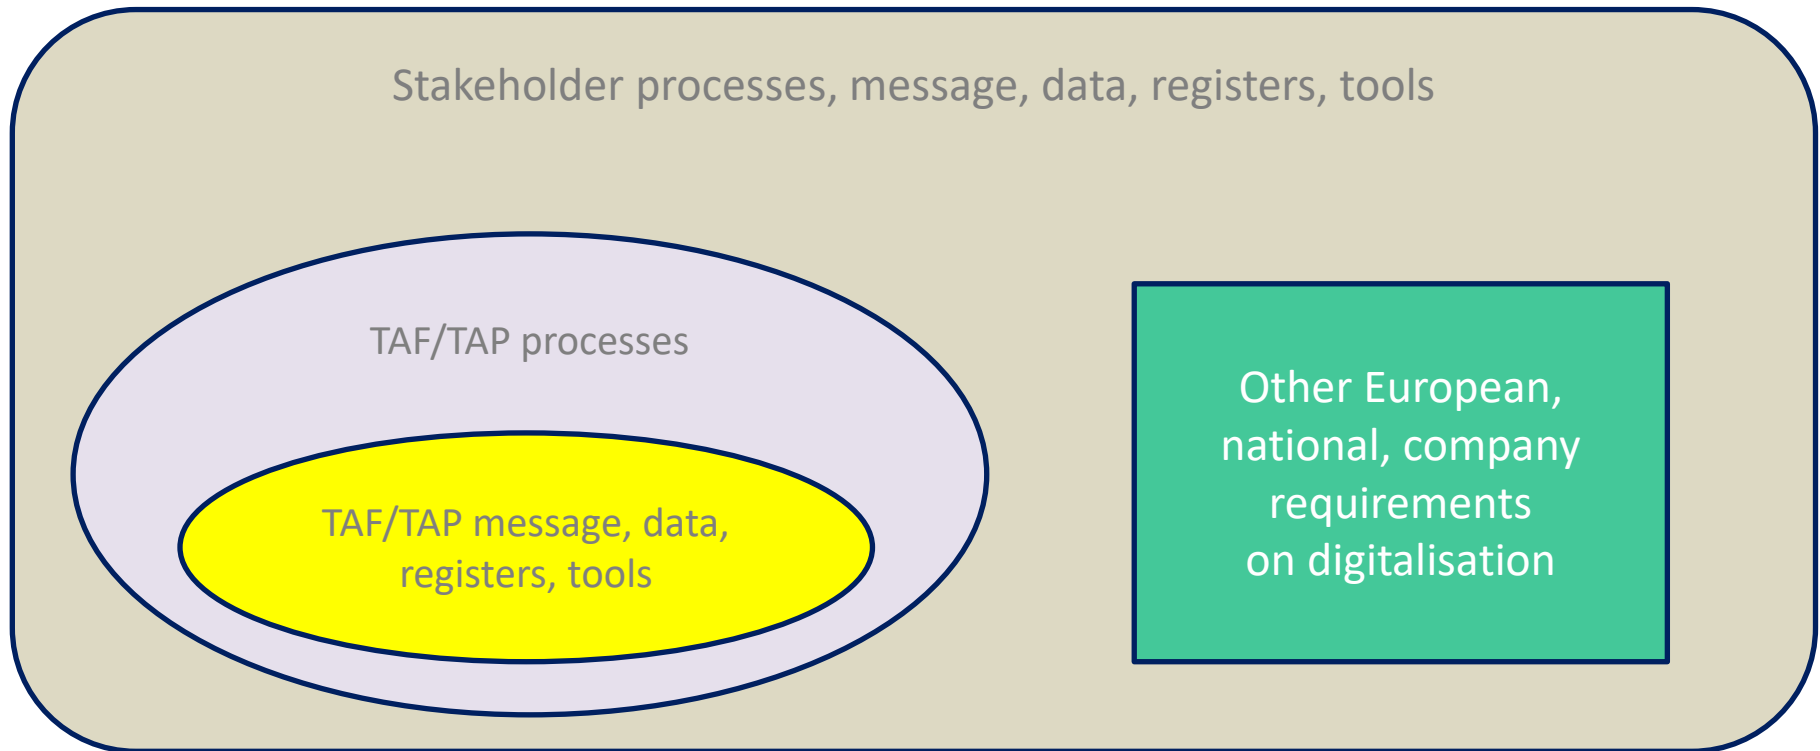 Stakeholder processes, message, data, registers, tools
TAF/TAP processes
TAF/TAP message, data,
registers, tools
Other European,
national, company
requirements
on digitalisation